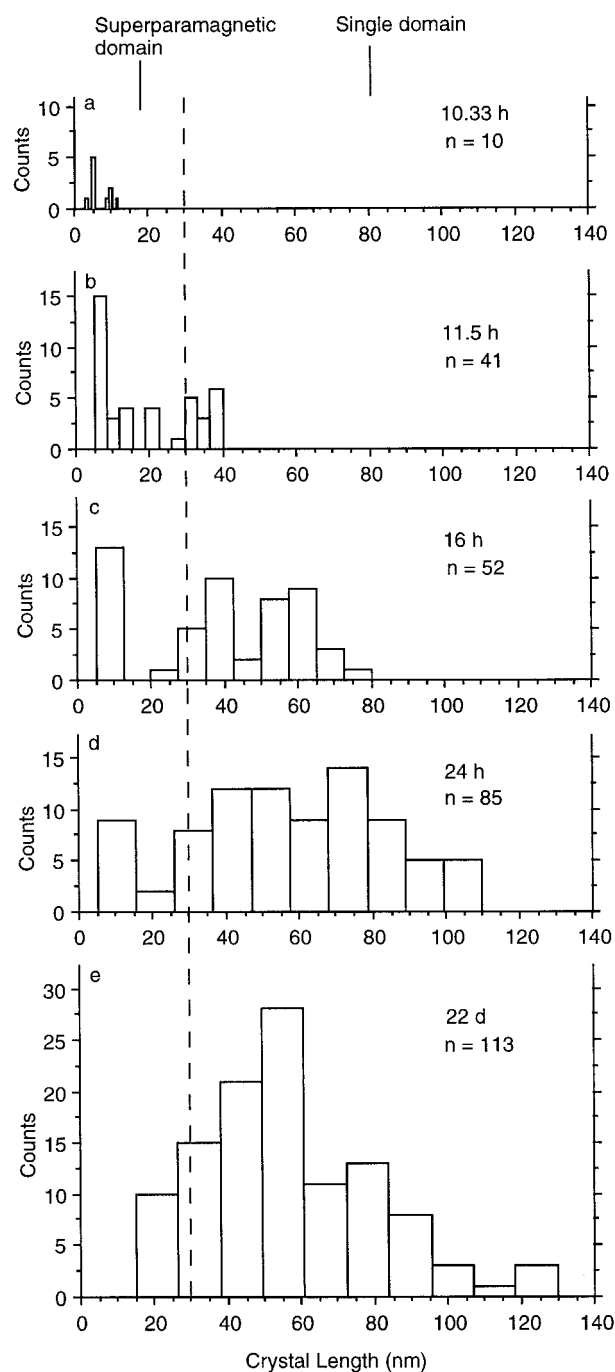 Superparamagnetic
domain
Single domain
a
10.33 h
n = 10
Counts
10
5
0
0 20 40 60 80 100 120 140
b
11.5 h
n = 41
Counts
15
10
5
0
0 20 40 60 80 100 120 140
c
16 h
n = 52
Counts
15
10
5
0
0 20 40 60 80 100 120 140
d
24 h
n = 85
Counts
15
10
5
0
0 20 40 60 80 100 120 140
e
22 d
n = 113
Counts
30
25
20
15
10
5
0
0 20 40 60 80 100 120 140
Crystal Length (nm)